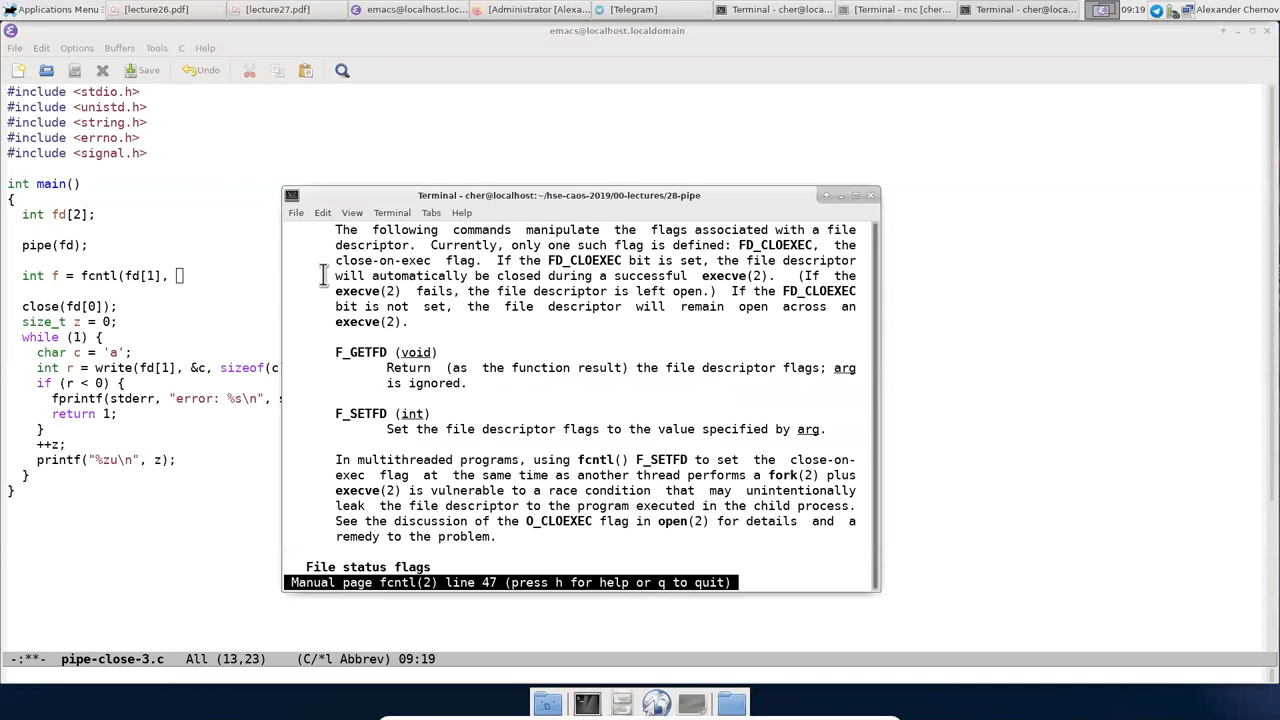 Applications Menu
[lecture26.pdf]
[lecture27.pdf]
emacs@localhost.locald...
[Administrator [Alexa...
[Telegram]
Terminal - cher@loca...
[Terminal - mc [cher...
Terminal - cher@loca...
09:19
Alexander Chernov
emacs@localhost.localdomain
File Edit Options Buffers Tools C Help
Save Undo
#include <stdio.h>
#include <unistd.h>
#include <string.h>
#include <errno.h>
#include <signal.h>
int main()
{
int fd[2];
pipe(fd);
int f = fcntl(fd[1],
close(fd[0]);
size_t z = 0;
while (1) {
char c = 'a';
int r = write(fd[1], &c, sizeof(c
if (r < 0) {
fprintf(stderr, "error: %s\n", s
return 1;
}
++z;
printf("%zu\n", z);
}
}
Terminal - cher@localhost:~/hse-caos-2019/00-lectures/28-pipe
File Edit View Terminal Tabs Help
The following commands manipulate the flags associated with a file
descriptor. Currently, only one such flag is defined: FD_CLOEXEC, the
close-on-exec flag. If the FD_CLOEXEC bit is set, the file descriptor
will automatically be closed during a successful execve(2). (If the
execve(2) fails, the file descriptor is left open.) If the FD_CLOEXEC
bit is not set, the file descriptor will remain open across an
execve(2).
F_GETFD (void)
Return (as the function result) the file descriptor flags; arg
is ignored.
F_SETFD (int)
Set the file descriptor flags to the value specified by arg.
In multithreaded programs, using fcntl() F_SETFD to set the close-on-
exec flag at the same time as another thread performs a fork(2) plus
execve(2) is vulnerable to a race condition that may unintentionally
leak the file descriptor to the program executed in the child process.
See the discussion of the O_CLOEXEC flag in open(2) for details and a
remedy to the problem.
File status flags
Manual page fcntl(2) line 47 (press h for help or q to quit)
-:**- pipe-close-3.c All (13,23) (C/*l Abbrev) 09:19